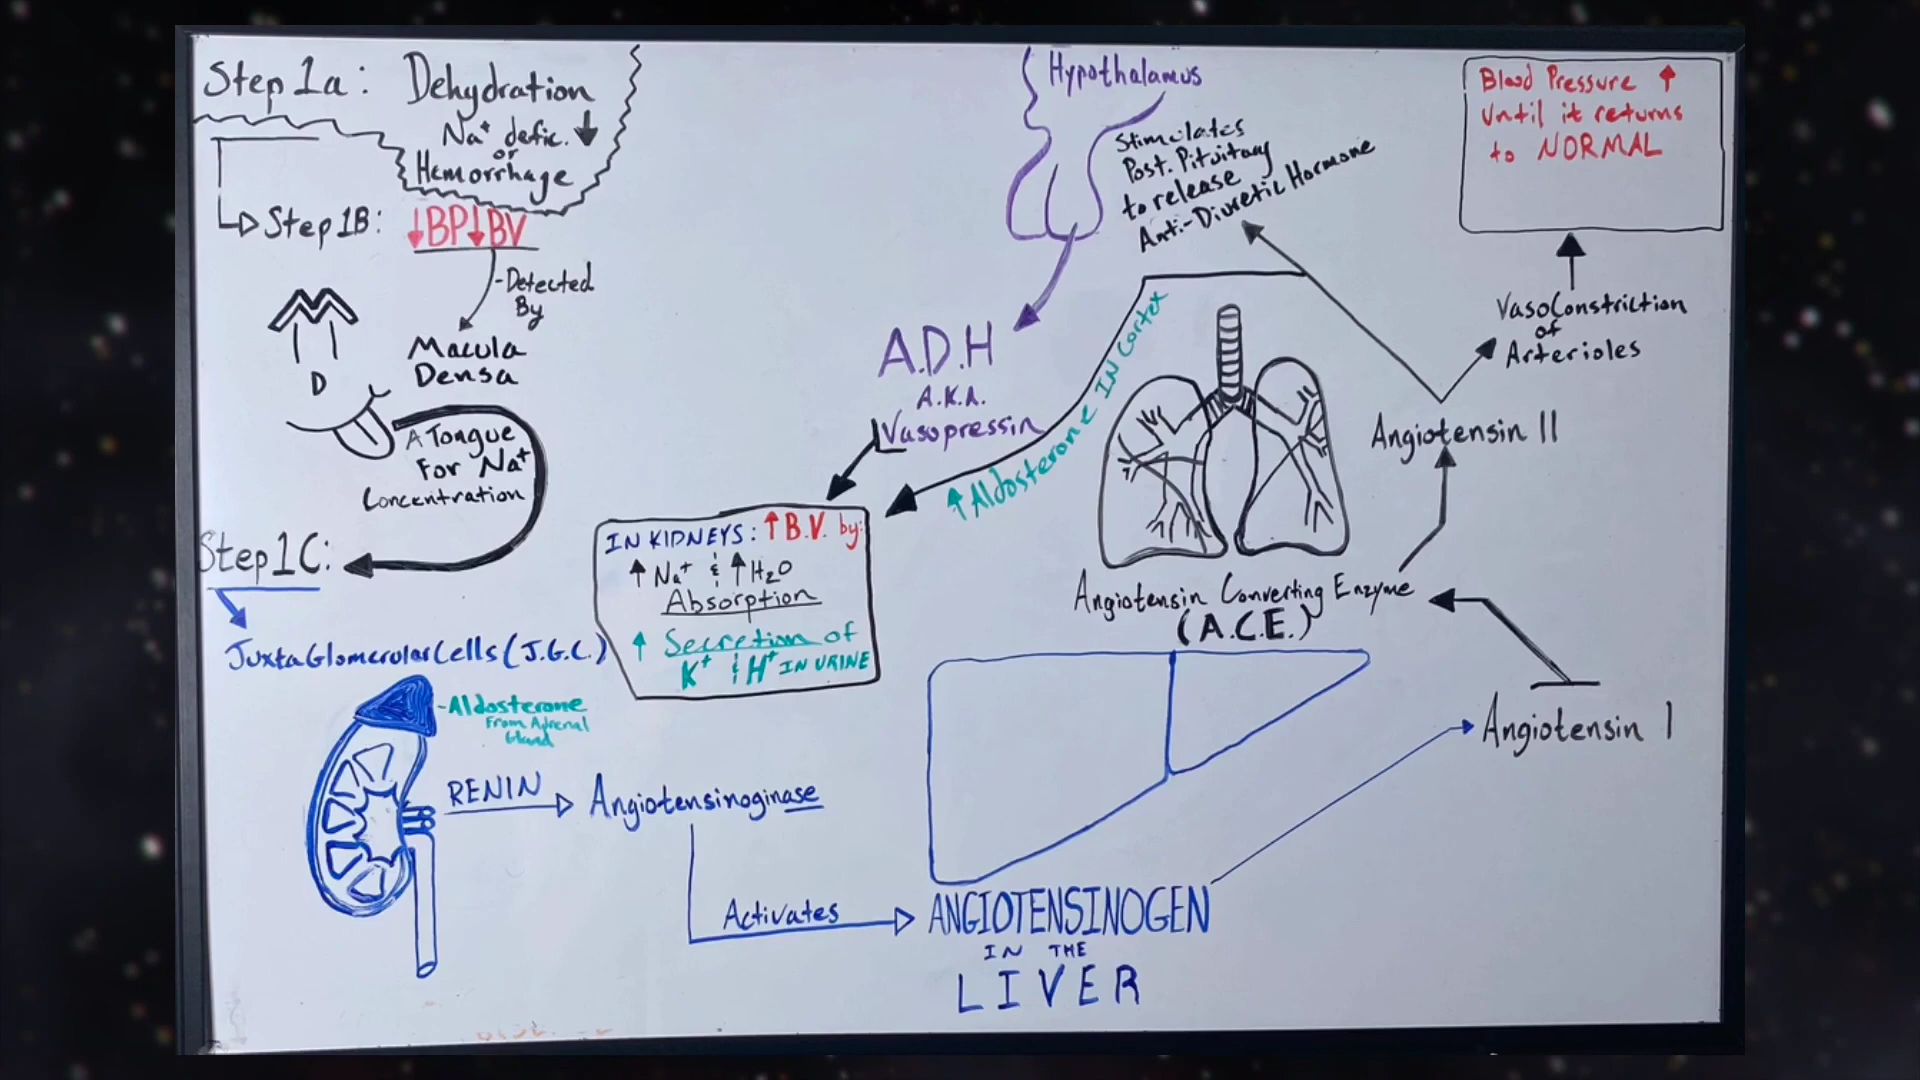 Step 1a: Dehydration
Na⁺ defic. ↓
or
Hemorrhage
Step 1B: ↓BP↓BV
-Detected
By
Macula
Densa
M
D
A Tongue
For Na⁺
Concentration
Step 1C:
JuxtaGlomerular Cells (J.G.C.)
-Aldosterone
From Adrenal
Gland
RENIN
Angiotensinoginase
Activates
ANGIOTENSINOGEN
IN THE
LIVER
Angiotensin I
Angiotensin Converting Enzyme
(A.C.E.)
Angiotensin II
VasoConstriction
of
Arterioles
Blood Pressure ↑
Until it returns
to NORMAL
Hypothalamus
Stimulates
Post. Pituitary
to release
Anti-Diuretic Hormone
A.D.H
A.K.A.
Vasopressin
↑ Aldosterone IN Cortex
IN KIDNEYS: ↑B.V. by:
↑Na⁺ & ↑H₂O
Absorption
↑ Secretion of
K⁺ & H⁺ IN URINE